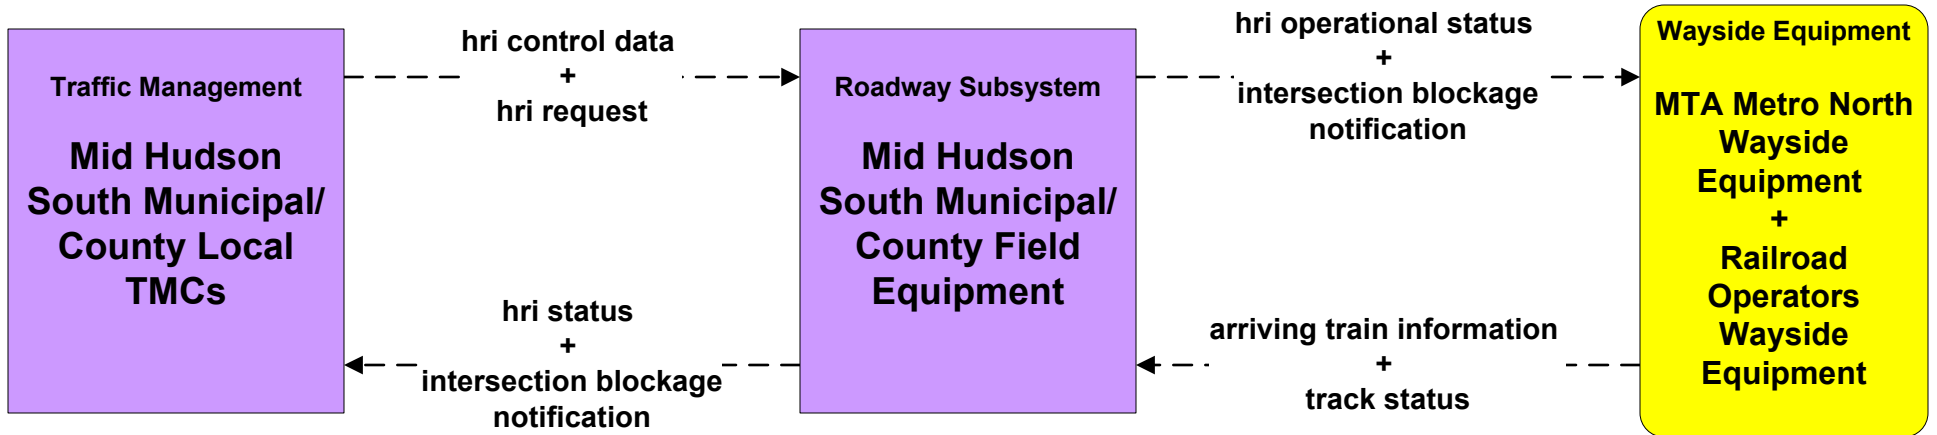 Traffic Management
Mid Hudson
South Municipal/
County Local
TMCs
hri control data
+
hri request
hri status
+
intersection blockage
notification
Roadway Subsystem
Mid Hudson
South Municipal/
County Field
Equipment
hri operational status
+
intersection blockage
notification
arriving train information
+
track status
Wayside Equipment
MTA Metro North
Wayside
Equipment
+
Railroad
Operators
Wayside
Equipment